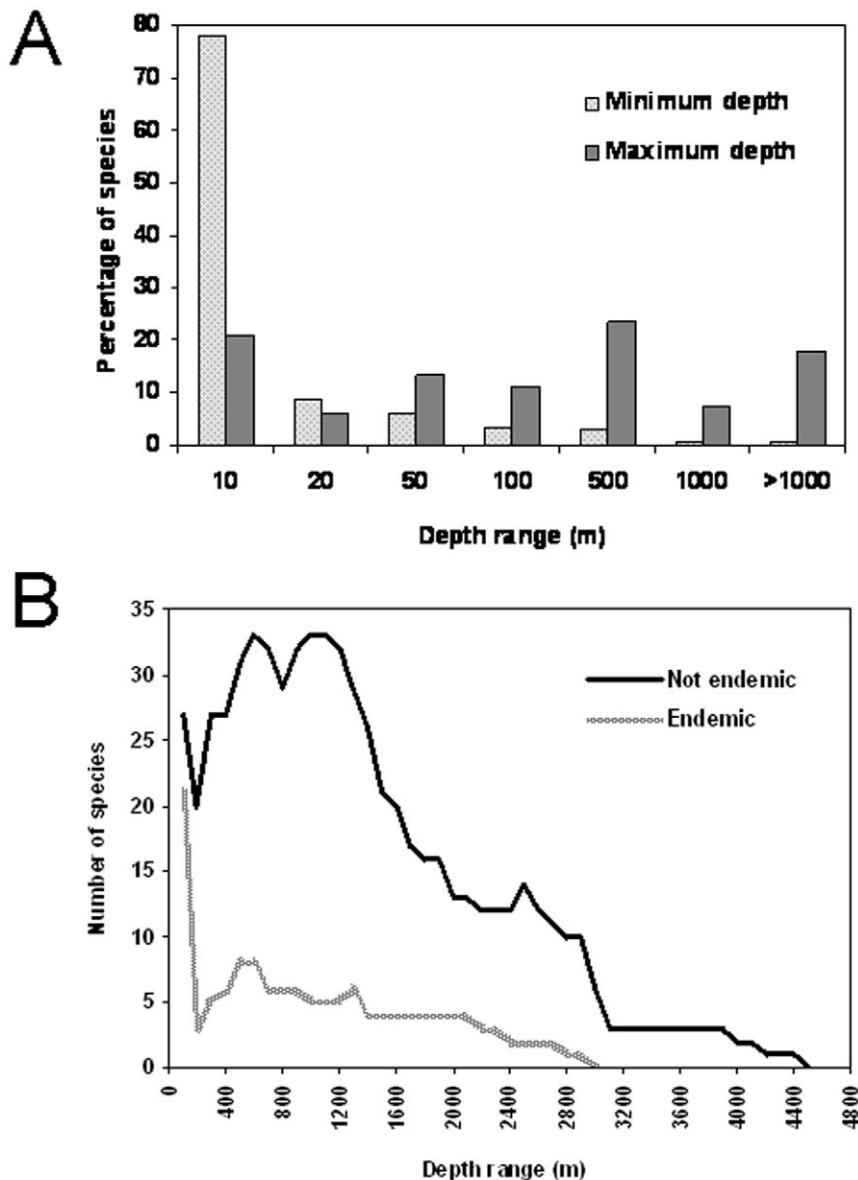 A
Percentage of species
80
70
60
50
40
30
20
10
0
Minimum depth
Maximum depth
10 20 50 100 500 1000 >1000
Depth range (m)
B
Number of species
35
30
25
20
15
10
5
0
Not endemic
Endemic
0 400 800 1200 1600 2000 2400 2800 3200 3600 4000 4400 4800
Depth range (m)